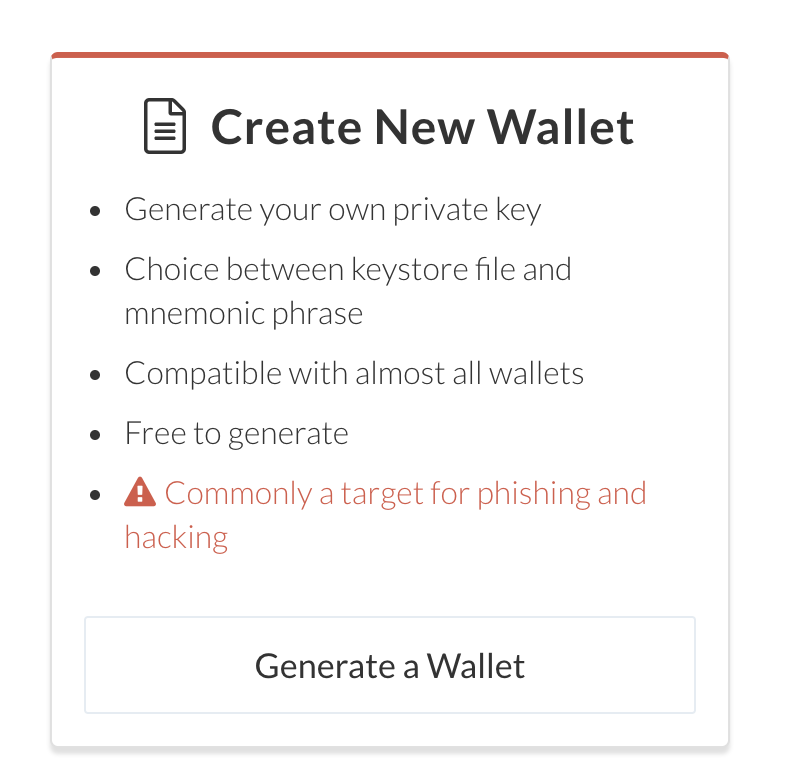 Create New Wallet
Generate your own private key
Choice between keystore file and
mnemonic phrase
Compatible with almost all wallets
Free to generate
Commonly a target for phishing and
hacking
Generate a Wallet